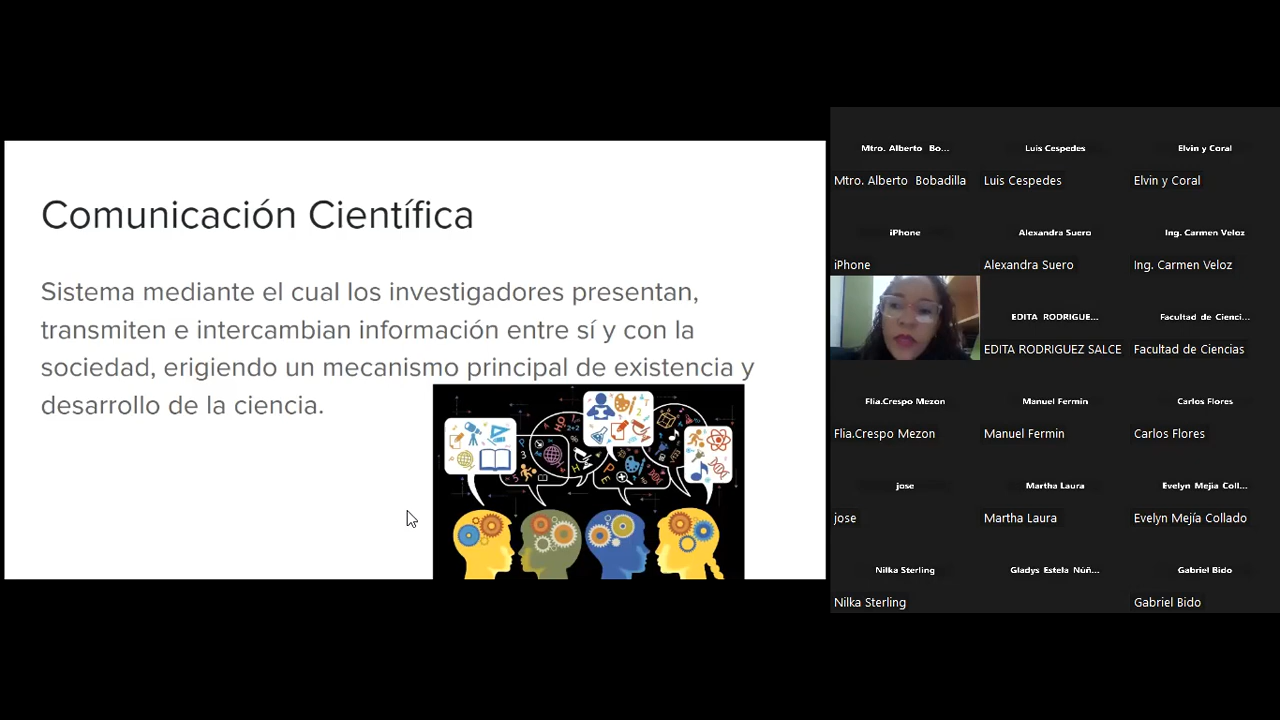 Comunicación Científica
Sistema mediante el cual los investigadores presentan,
transmiten e intercambian información entre sí y con la
sociedad, erigiendo un mecanismo principal de existencia y
desarrollo de la ciencia.
Mtro. Alberto Bo...
Luis Cespedes
Elvin y Coral
Mtro. Alberto Bobadilla
Luis Cespedes
Elvin y Coral
iPhone
Alexandra Suero
Ing. Carmen Veloz
iPhone
Alexandra Suero
Ing. Carmen Veloz
EDITA RODRIGUE...
Facultad de Cienci...
EDITA RODRIGUEZ SALCE
Facultad de Ciencias
Flia.Crespo Mezon
Manuel Fermin
Carlos Flores
Flia.Crespo Mezon
Manuel Fermin
Carlos Flores
jose
Martha Laura
Evelyn Mejía Coll...
jose
Martha Laura
Evelyn Mejía Collado
Nilka Sterling
Gladys Estela Núñ...
Gabriel Bido
Nilka Sterling
Gabriel Bido